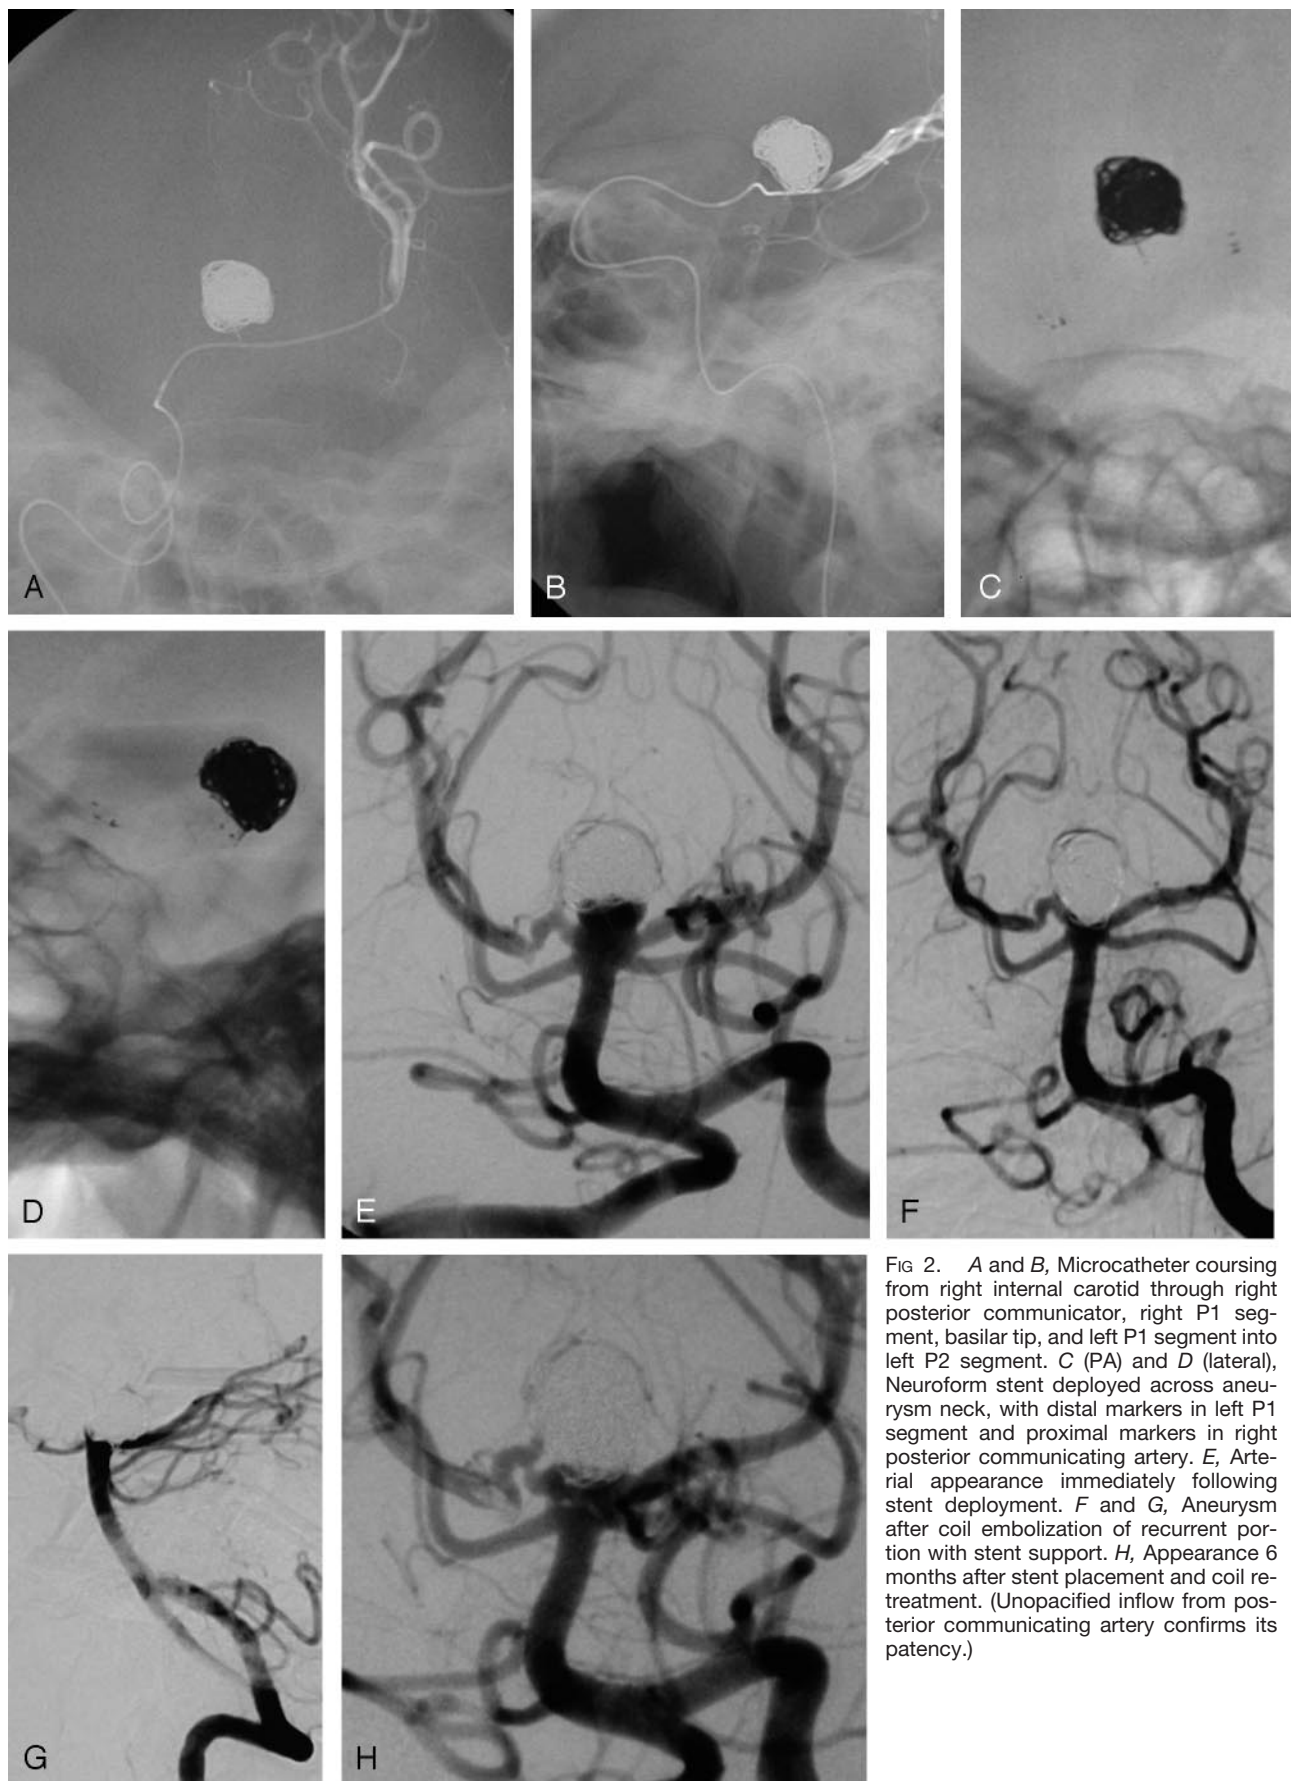 A
B
C
D
E
F
G
H
FIG 2. A and B, Microcatheter coursing
from right internal carotid through right
posterior communicator, right P1 seg-
ment, basilar tip, and left P1 segment into
left P2 segment. C (PA) and D (lateral),
Neuroform stent deployed across aneu-
rysm neck, with distal markers in left P1
segment and proximal markers in right
posterior communicating artery. E, Arte-
rial appearance immediately following
stent deployment. F and G, Aneurysm
after coil embolization of recurrent por-
tion with stent support. H, Appearance 6
months after stent placement and coil re-
treatment. (Unopacified inflow from pos-
terior communicating artery confirms its
patency.)